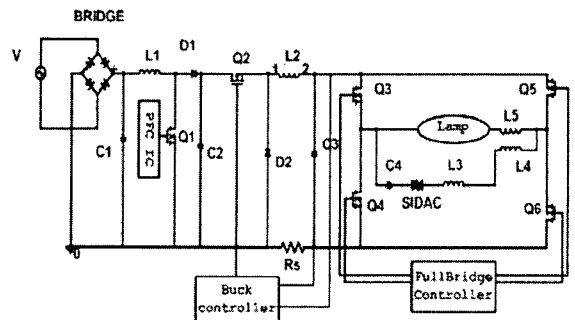 BRIDGE
V
L1
D1
Q2
1
L2
2
Q3
Q5
PFC IC
Q1
Lamp
L5
C1
C2
D2
C3
C4
L3
L4
SIDAC
Q4
Q6
0
Rs
Buck
controller
FullBridge
Controller